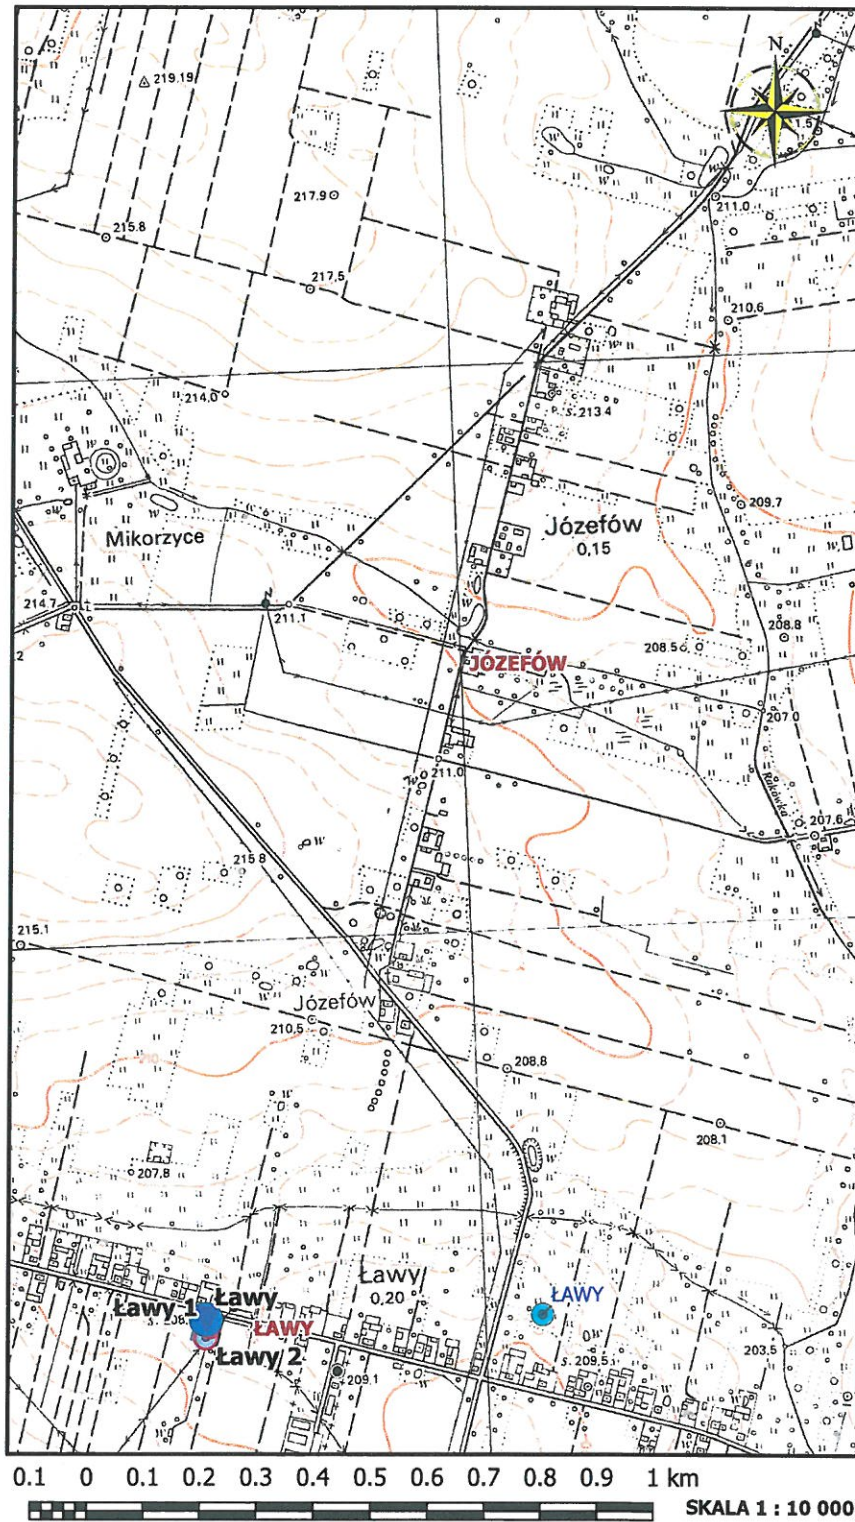 219.19
N
1.5
217.9
211.0
215.8
217.5
210.6
214.0
s. 213.4
Mikorzyce
Józefów
0,15
209.7
214.7
211.1
208.8
208.5
JÓZEFÓW
207.0
211.0
Rukówka
207.6
215.8
215.1
Józefów
210.5
210
208.8
208.1
207.8
Ławy
0,20
Ławy 1
Ławy
ŁAWY
ŁAWY
Ławy 2
209.1
s. 209.5
203.5
0.1 0 0.1 0.2 0.3 0.4 0.5 0.6 0.7 0.8 0.9 1 km
SKALA 1 : 10 000